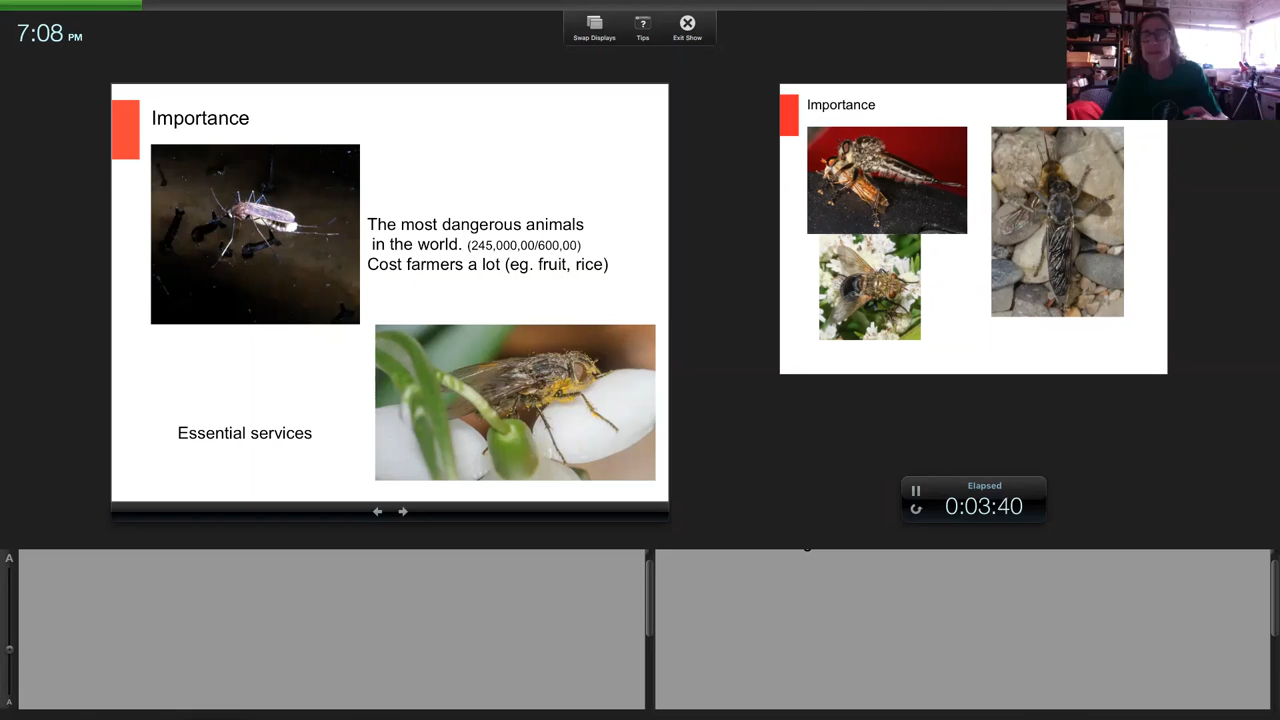 7:08 PM
Swap Displays
Tips
Exit Show
Importance
The most dangerous animals
in the world. (245,000,00/600,00)
Cost farmers a lot (eg. fruit, rice)
Essential services
Importance
Elapsed
0:03:40
A
A